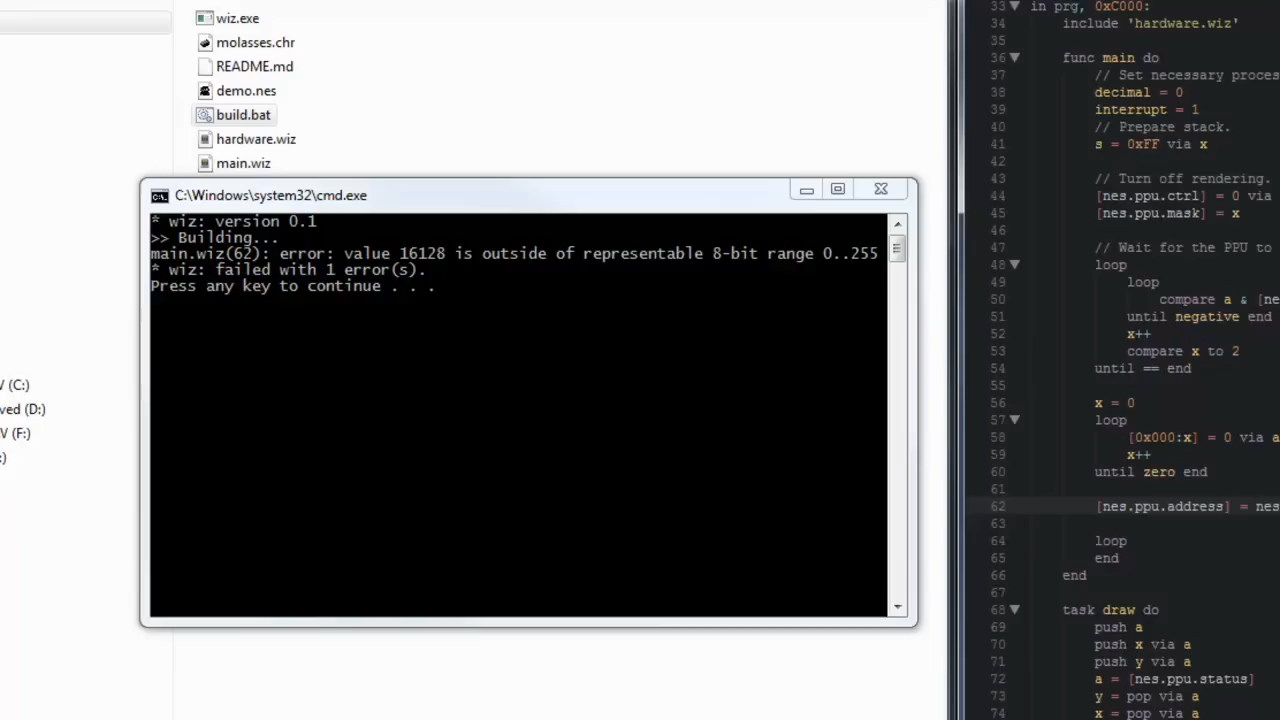 wiz.exe
molasses.chr
README.md
demo.nes
build.bat
hardware.wiz
main.wiz
V (C:)
ved (D:)
V (F:)
:)
C:\Windows\system32\cmd.exe
* wiz: version 0.1
>> Building...
main.wiz(62): error: value 16128 is outside of representable 8-bit range 0..255
* wiz: failed with 1 error(s).
Press any key to continue . . .
33 in prg, 0xC000:
34 include 'hardware.wiz'
35
36 func main do
37 // Set necessary proces
38 decimal = 0
39 interrupt = 1
40 // Prepare stack.
41 s = 0xFF via x
42
43 // Turn off rendering.
44 [nes.ppu.ctrl] = 0 via
45 [nes.ppu.mask] = x
46
47 // Wait for the PPU to
48 loop
49 loop
50 compare a & [ne
51 until negative end
52 x++
53 compare x to 2
54 until == end
55
56 x = 0
57 loop
58 [0x000:x] = 0 via a
59 x++
60 until zero end
61
62 [nes.ppu.address] = nes
63
64 loop
65 end
66 end
67
68 task draw do
69 push a
70 push x via a
71 push y via a
72 a = [nes.ppu.status]
73 y = pop via a
74 x = pop via a